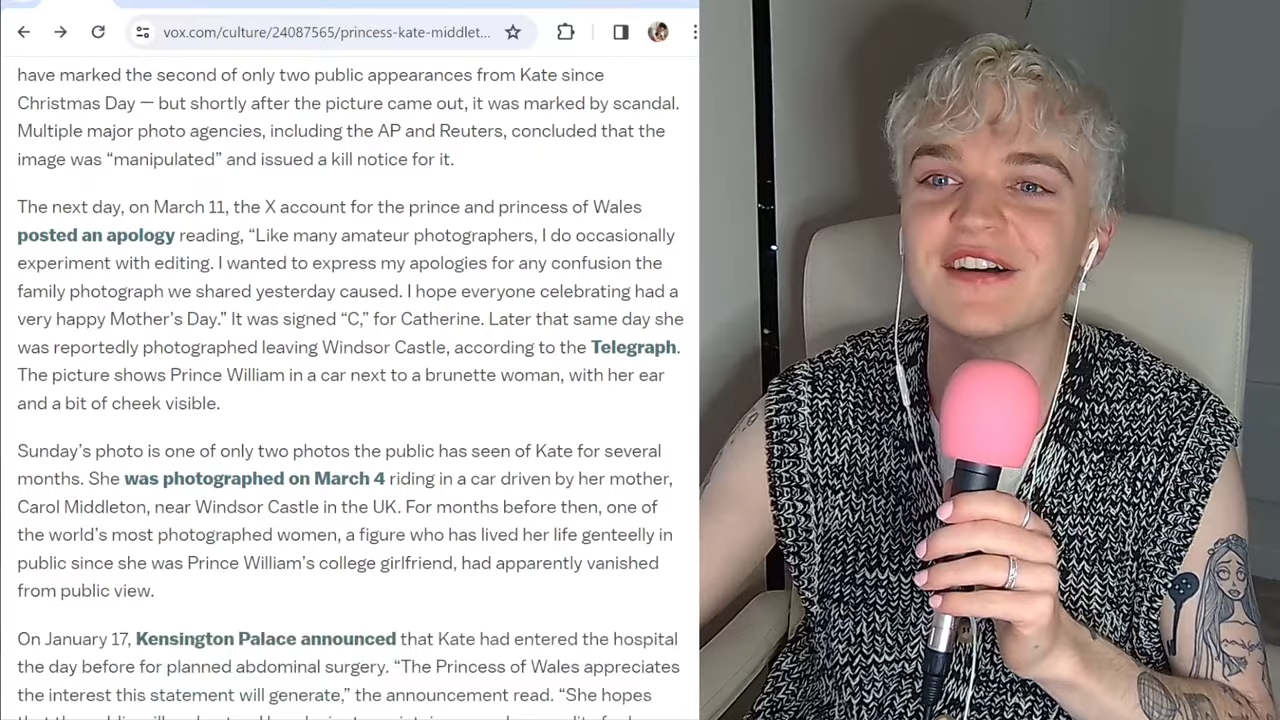 vox.com/culture/24087565/princess-kate-middlet...
have marked the second of only two public appearances from Kate since
Christmas Day — but shortly after the picture came out, it was marked by scandal.
Multiple major photo agencies, including the AP and Reuters, concluded that the
image was “manipulated” and issued a kill notice for it.
The next day, on March 11, the X account for the prince and princess of Wales
posted an apology reading, “Like many amateur photographers, I do occasionally
experiment with editing. I wanted to express my apologies for any confusion the
family photograph we shared yesterday caused. I hope everyone celebrating had a
very happy Mother’s Day.” It was signed “C,” for Catherine. Later that same day she
was reportedly photographed leaving Windsor Castle, according to the Telegraph.
The picture shows Prince William in a car next to a brunette woman, with her ear
and a bit of cheek visible.
Sunday’s photo is one of only two photos the public has seen of Kate for several
months. She was photographed on March 4 riding in a car driven by her mother,
Carol Middleton, near Windsor Castle in the UK. For months before then, one of
the world’s most photographed women, a figure who has lived her life genteelly in
public since she was Prince William’s college girlfriend, had apparently vanished
from public view.
On January 17, Kensington Palace announced that Kate had entered the hospital
the day before for planned abdominal surgery. “The Princess of Wales appreciates
the interest this statement will generate,” the announcement read. “She hopes